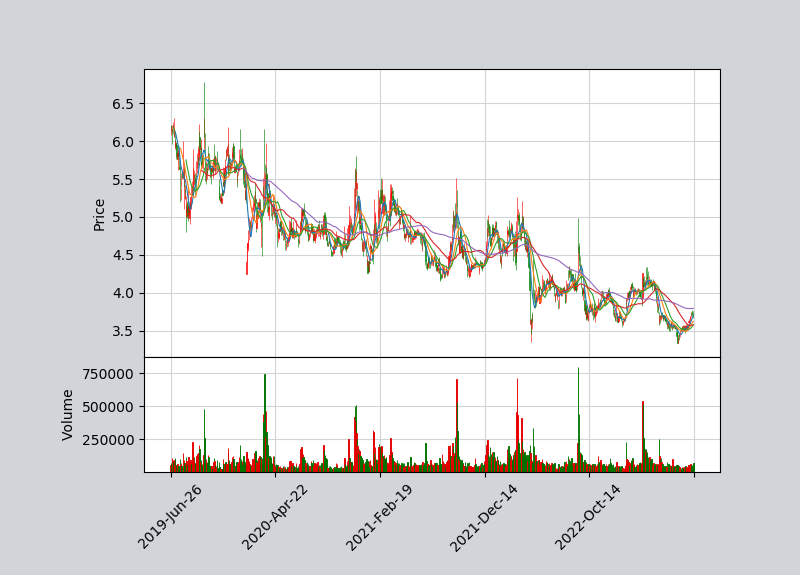 6.5
6.0
5.5
5.0
4.5
4.0
3.5
Price
750000
500000
250000
Volume
2019-Jun-26
2020-Apr-22
2021-Feb-19
2021-Dec-14
2022-Oct-14